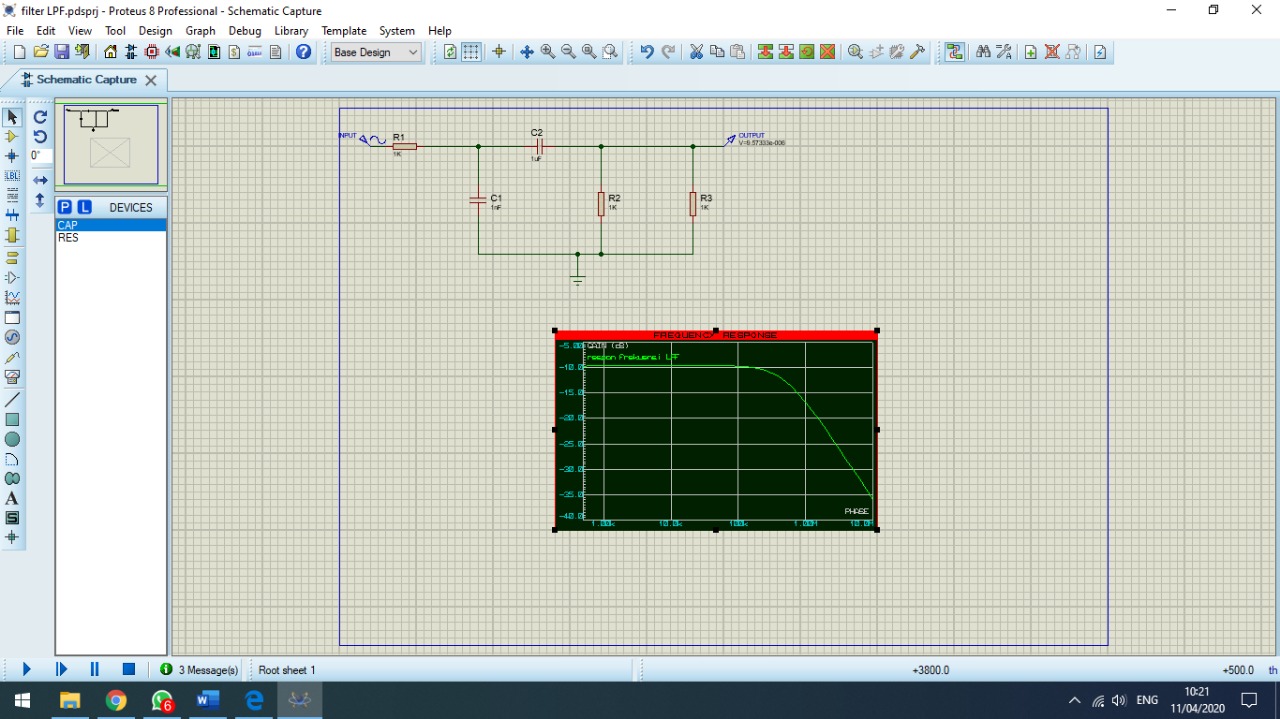 filter LPF.pdsprj - Proteus 8 Professional - Schematic Capture
File Edit View Tool Design Graph Debug Library Template System Help
Base Design
Schematic Capture
0°
P L DEVICES
CAP
RES
LBL
A
S
INPUT
R1
1K
C2
1uF
OUTPUT
C1
1nF
R2
1K
R3
1K
FREQUENCY RESPONSE
-5.00 GAIN (dB)
respon frekuensi LPF
-10.0
-15.0
-20.0
-25.0
-30.0
-35.0
-40.0
PHASE
1.00k 10.0k 100k 1.00M 10.0M
3 Message(s) Root sheet 1 +3800.0 +500.0 th
6
ENG
10:21
11/04/2020